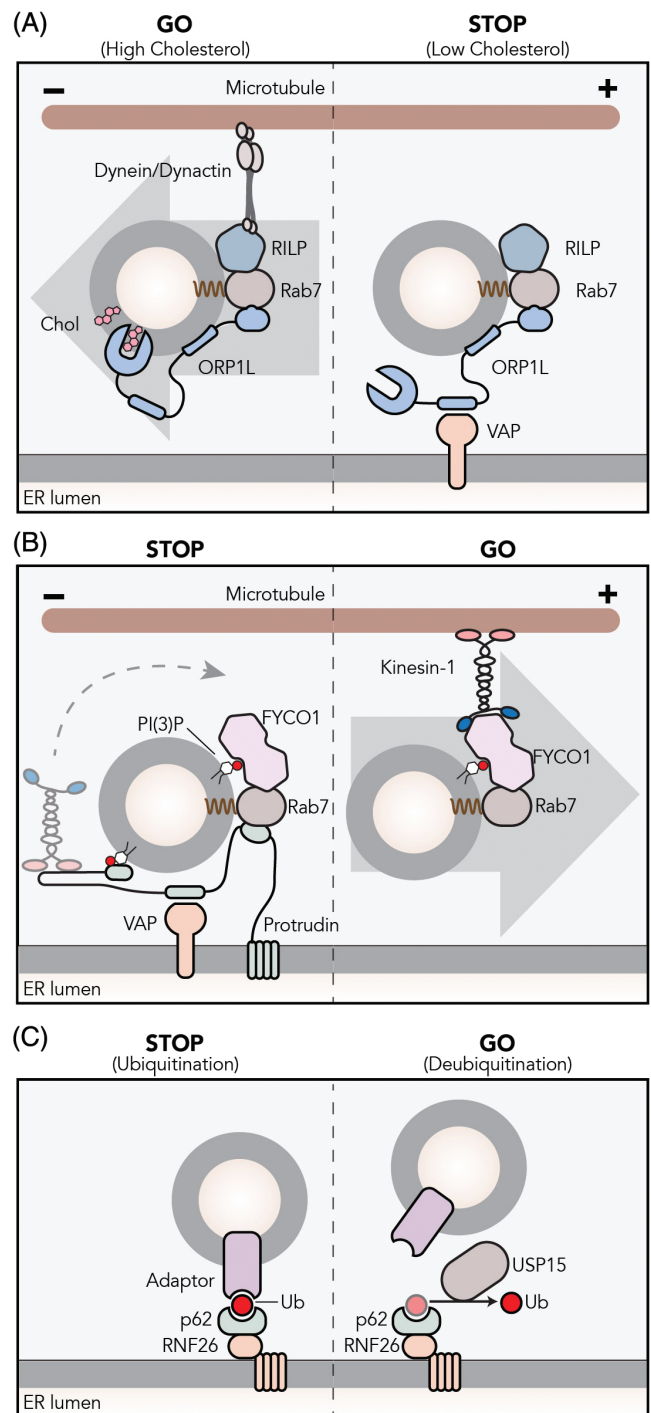 (A)
GO
(High Cholesterol)
STOP
(Low Cholesterol)
−
Microtubule
+
Dynein/Dynactin
RILP
Rab7
Chol
ORP1L
RILP
Rab7
ORP1L
VAP
ER lumen
(B)
STOP
GO
−
Microtubule
+
Kinesin-1
PI(3)P
FYCO1
Rab7
FYCO1
Rab7
VAP
Protrudin
ER lumen
(C)
STOP
(Ubiquitination)
GO
(Deubiquitination)
Adaptor
Ub
p62
RNF26
USP15
Ub
p62
RNF26
ER lumen